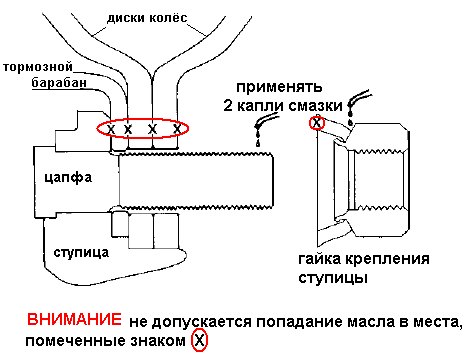 диски колёс
тормозной
барабан
применять
2 капли смазки
X X X X
X
цапфа
ступица
гайка крепления
ступицы
ВНИМАНИЕ не допускается попадание масла в места,
помеченные знаком X